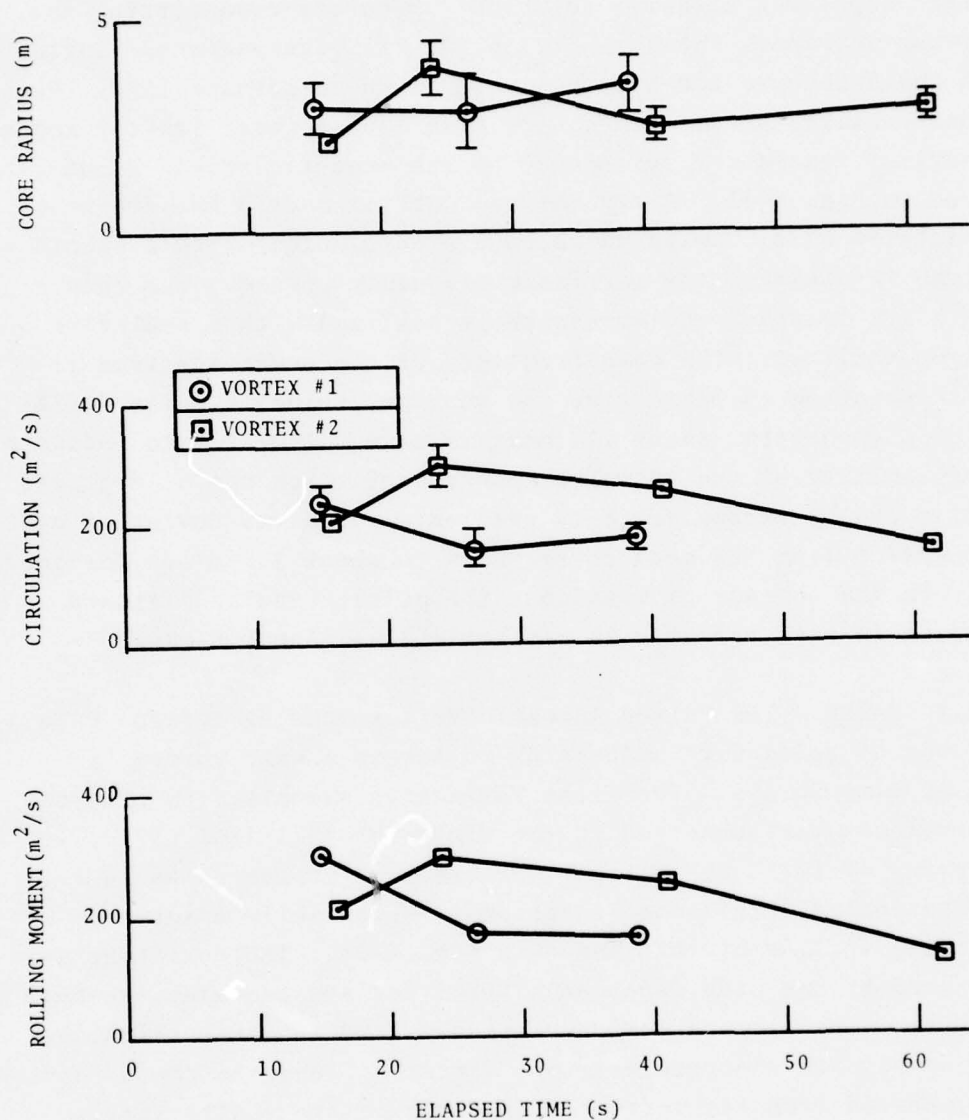 5
CORE RADIUS (m)
0
VORTEX #1
VORTEX #2
400
CIRCULATION (m²/s)
200
0
400
ROLLING MOMENT (m²/s)
200
0
0 10 20 30 40 50 60
ELAPSED TIME (s)